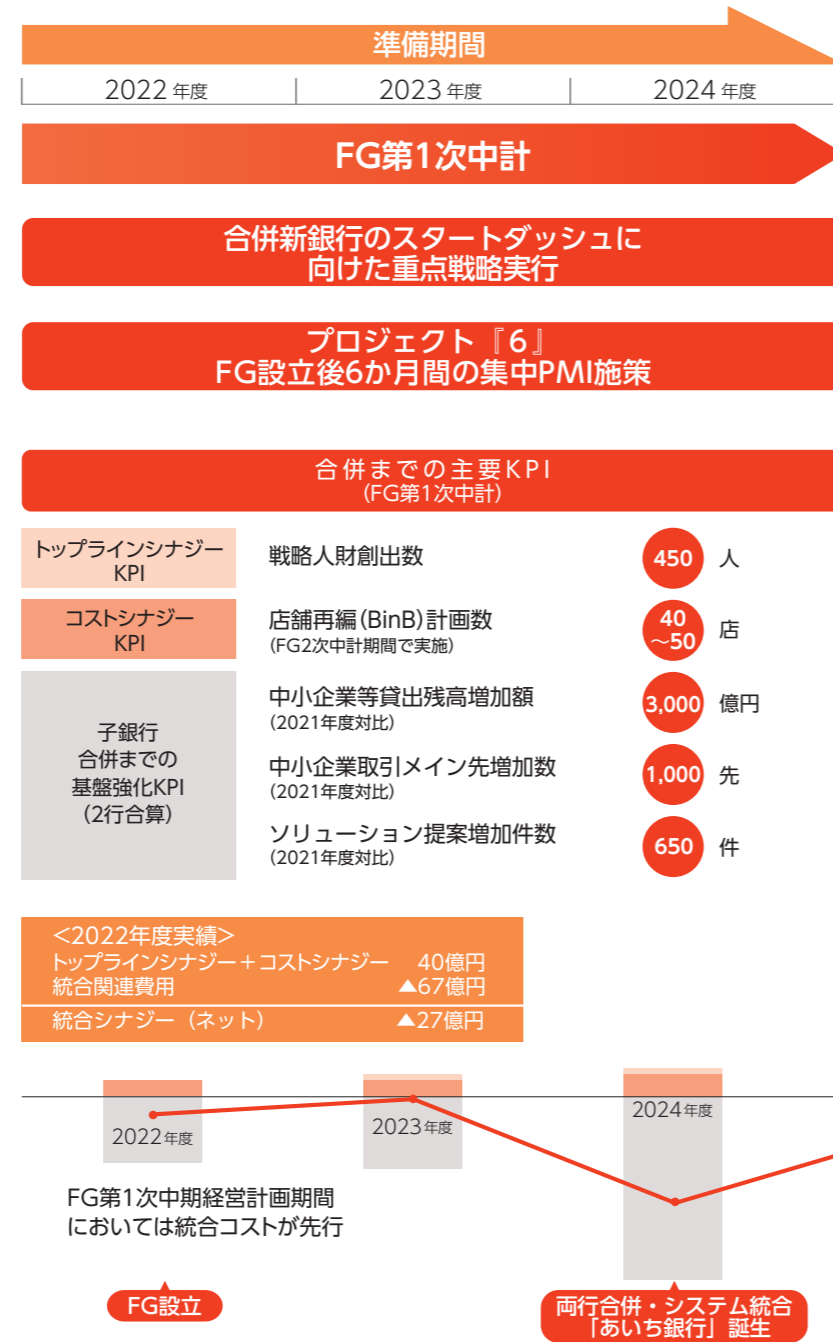 準備期間
2022年度
2023年度
2024年度
FG第1次中計
合併新銀行のスタートダッシュに
向けた重点戦略実行
プロジェクト『6』
FG設立後6か月間の集中PMI施策
合併までの主要KPI
(FG第1次中計)
トップラインシナジー
KPI
戦略人財創出数
450 人
コストシナジー
KPI
店舗再編(BinB)計画数
(FG2次中計期間で実施)
40
~50 店
子銀行
合併までの
基盤強化KPI
(2行合算)
中小企業等貸出残高増加額
(2021年度対比)
3,000 億円
中小企業取引メイン先増加数
(2021年度対比)
1,000 先
ソリューション提案増加件数
(2021年度対比)
650 件
<2022年度実績>
トップラインシナジー+コストシナジー 40億円
統合関連費用 ▲67億円
統合シナジー(ネット) ▲27億円
2022年度
2023年度
2024年度
FG第1次中期経営計画期間
においては統合コストが先行
FG設立
両行合併・システム統合
「あいち銀行」誕生